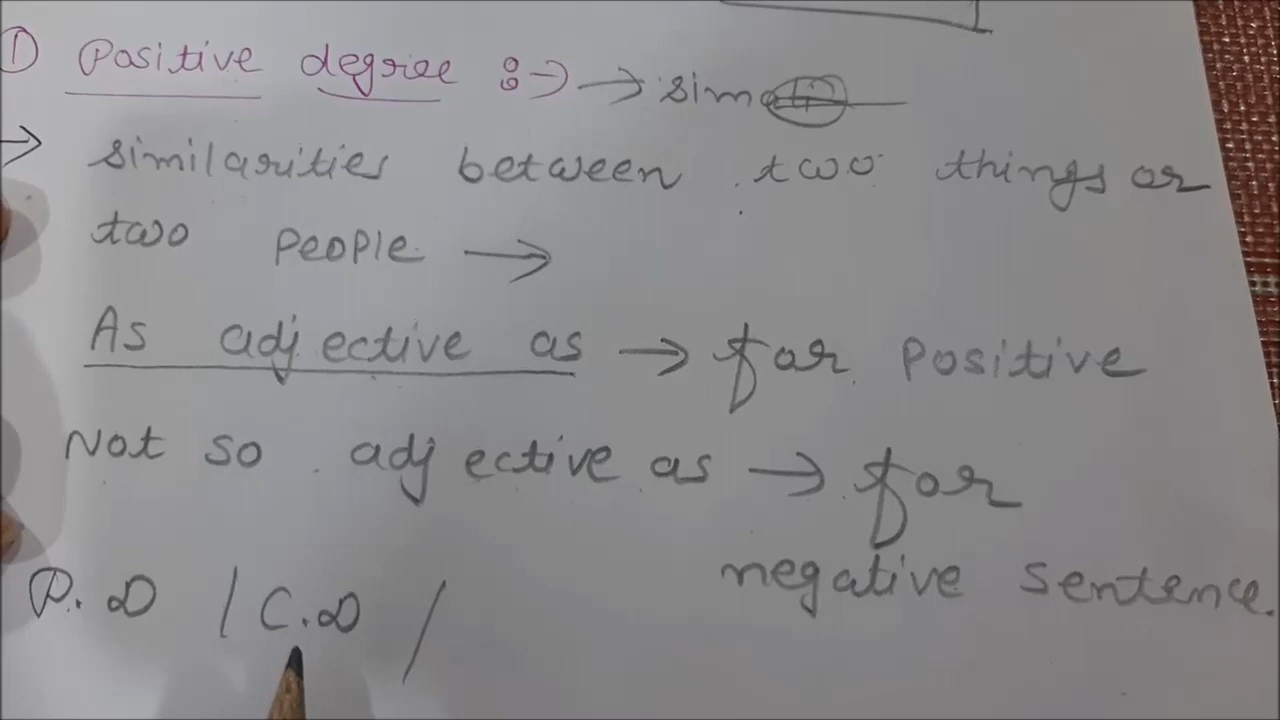 ① Positive degree :-) → sim
→ similarities between two things or
two people →
As adjective as → for positive
Not so adjective as → for
negative sentence.
P.D / C.D /